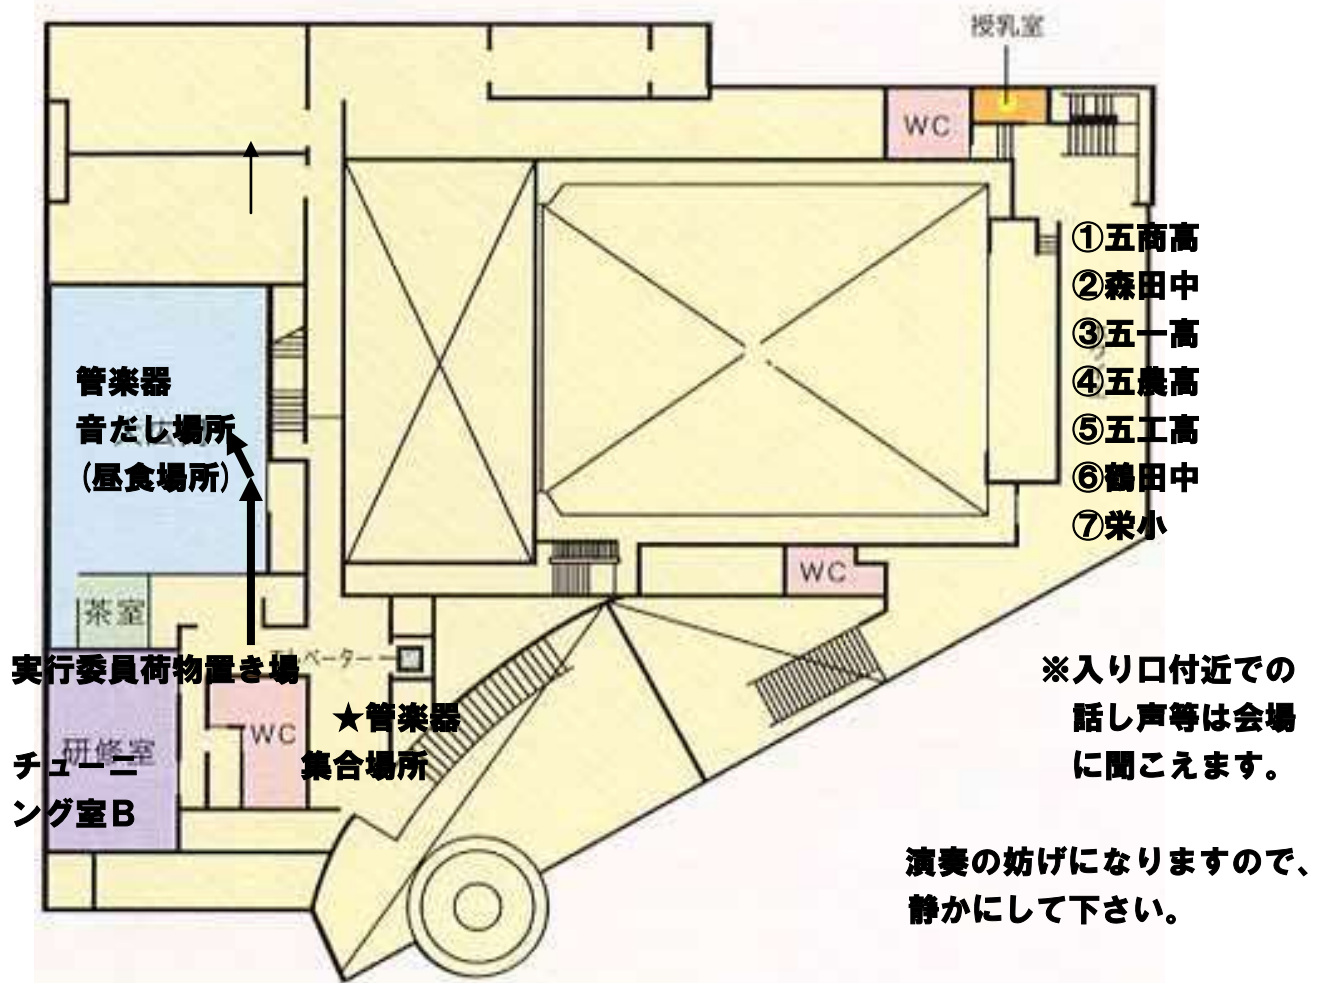 授乳室
WC
①五商高
②森田中
③五一高
④五農高
⑤五工高
⑥鶴田中
⑦栄小
管楽器
音だし場所
(昼食場所)
WC
茶室
エレベーター
実行委員荷物置き場
★管楽器
集合場所
WC
研修室
チューニ
ング室B
※入り口付近での
話し声等は会場
に聞こえます。
演奏の妨げになりますので、
静かにして下さい。